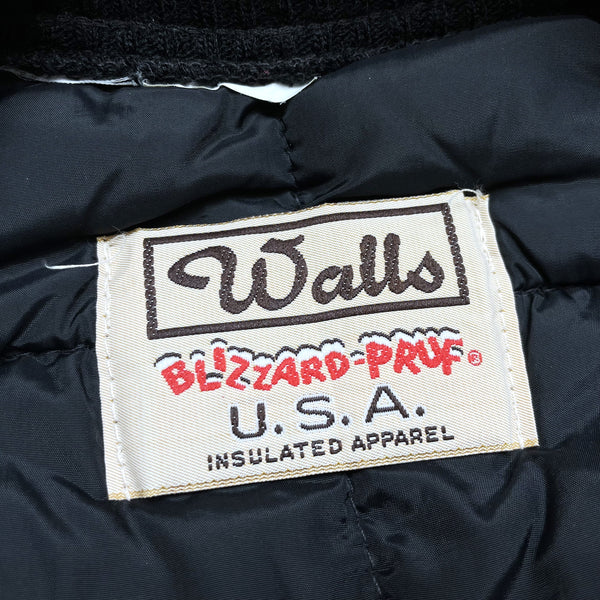 Walls
BLIZZARD-PRUF®
U.S.A.
INSULATED APPAREL